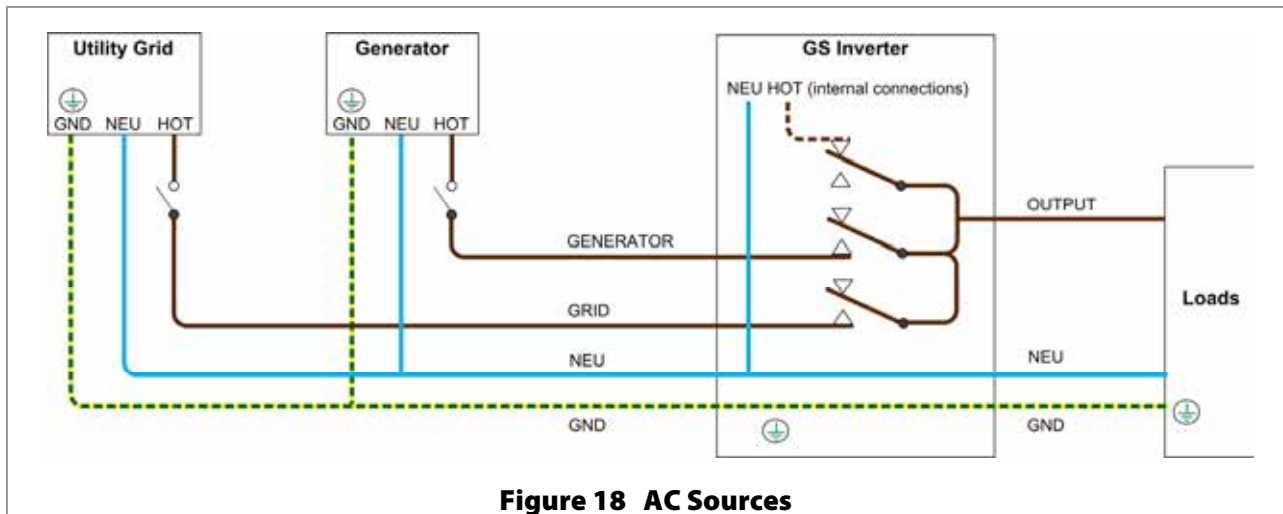 Utility Grid
GND NEU HOT
Generator
GND NEU HOT
GS Inverter
NEU HOT (internal connections)
OUTPUT
GENERATOR
Loads
GRID
NEU
NEU
GND
GND
Figure 18 AC Sources